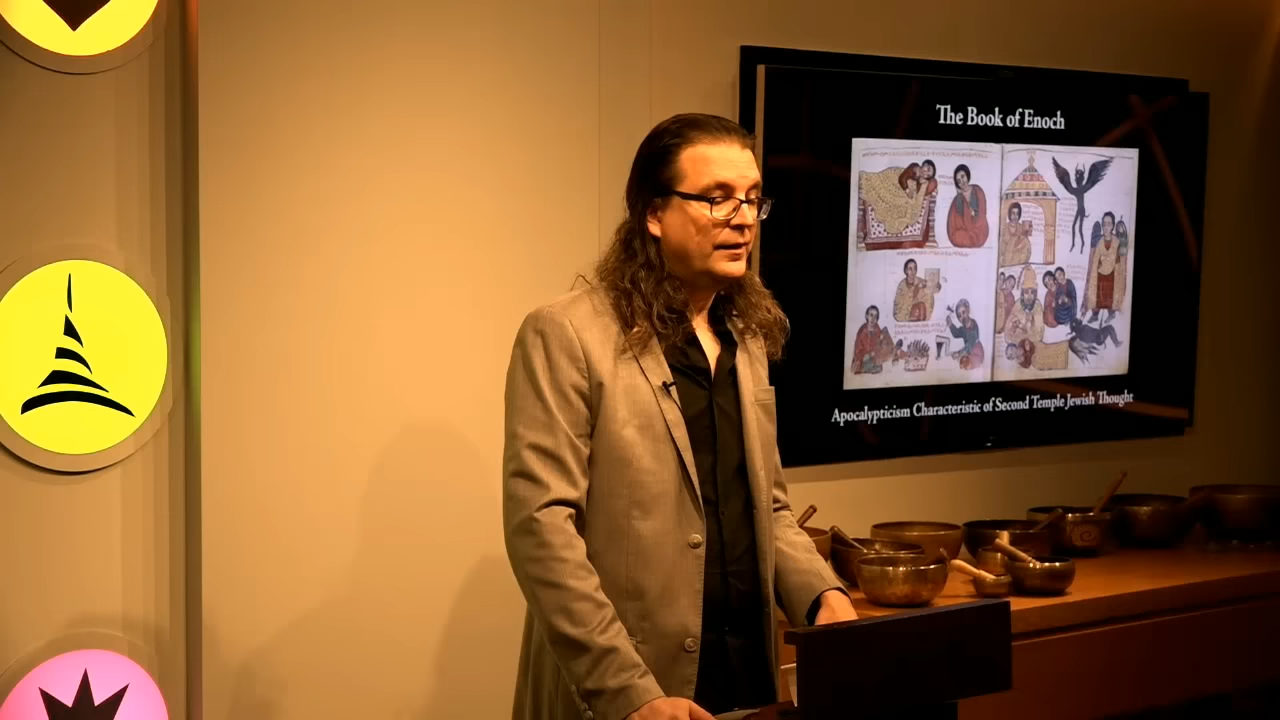 The Book of Enoch
Apocalypticism Characteristic of Second Temple Jewish Thought